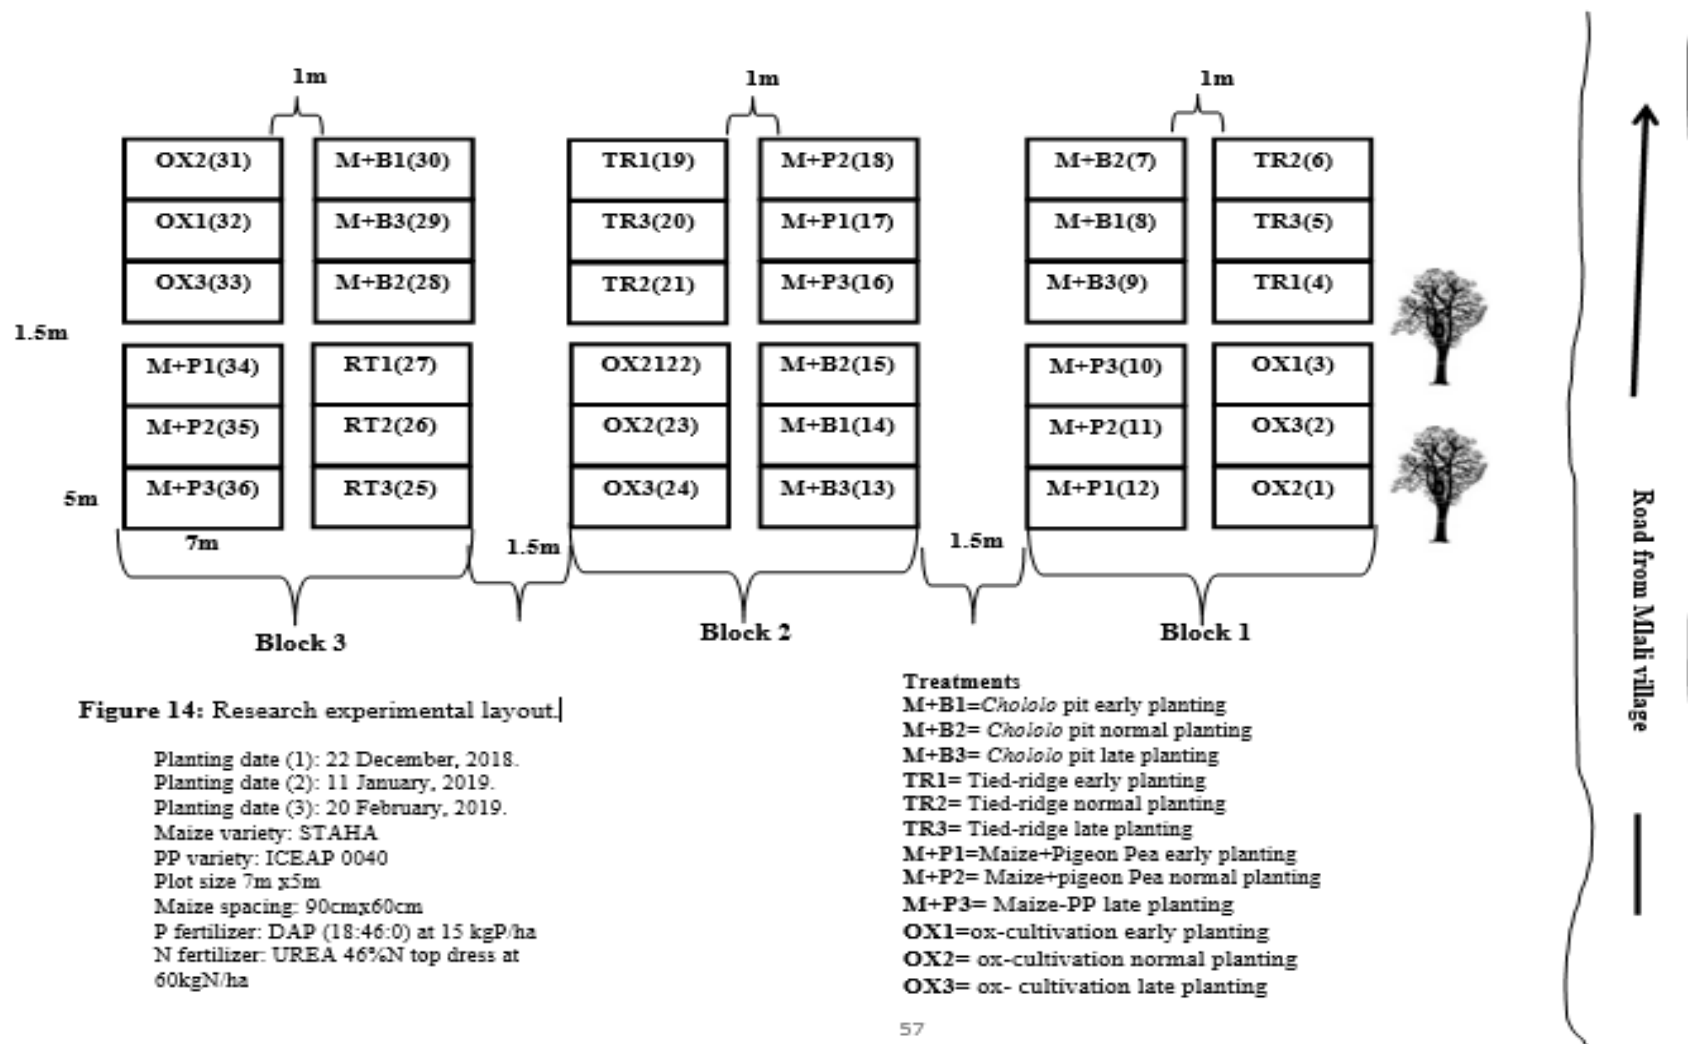 1m 1m 1m
OX2(31) M+B1(30) TR1(19) M+P2(18) M+B2(7) TR2(6)
OX1(32) M+B3(29) TR3(20) M+P1(17) M+B1(8) TR3(5)
OX3(33) M+B2(28) TR2(21) M+P3(16) M+B3(9) TR1(4)
1.5m
M+P1(34) RT1(27) OX2122) M+B2(15) M+P3(10) OX1(3)
M+P2(35) RT2(26) OX2(23) M+B1(14) M+P2(11) OX3(2)
5m M+P3(36) RT3(25) OX3(24) M+B3(13) M+P1(12) OX2(1)
7m 1.5m 1.5m
Block 3 Block 2 Block 1
Road from Mlali village
Figure 14: Research experimental layout.
Planting date (1): 22 December, 2018.
Planting date (2): 11 January, 2019.
Planting date (3): 20 February, 2019.
Maize variety: STAHA
PP variety: ICEAP 0040
Plot size 7m x5m
Maize spacing: 90cmx60cm
P fertilizer: DAP (18:46:0) at 15 kgP/ha
N fertilizer: UREA 46%N top dress at
60kgN/ha
Treatments
M+B1=Chololo pit early planting
M+B2= Chololo pit normal planting
M+B3= Chololo pit late planting
TR1= Tied-ridge early planting
TR2= Tied-ridge normal planting
TR3= Tied-ridge late planting
M+P1=Maize+Pigeon Pea early planting
M+P2= Maize+pigeon Pea normal planting
M+P3= Maize-PP late planting
OX1=ox-cultivation early planting
OX2= ox-cultivation normal planting
OX3= ox- cultivation late planting
57